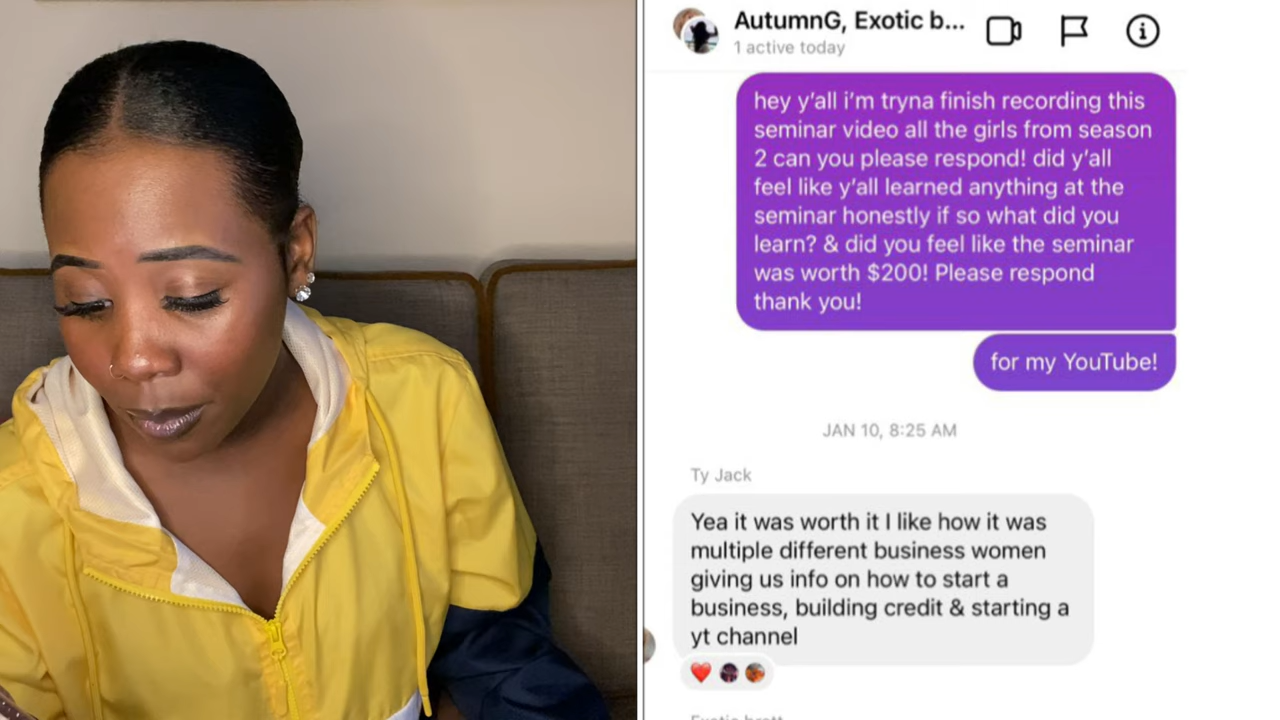 AutumnG, Exotic b...
1 active today
hey y'all i'm tryna finish recording this
seminar video all the girls from season
2 can you please respond! did y'all
feel like y'all learned anything at the
seminar honestly if so what did you
learn? & did you feel like the seminar
was worth $200! Please respond
thank you!
for my YouTube!
JAN 10, 8:25 AM
Ty Jack
Yea it was worth it I like how it was
multiple different business women
giving us info on how to start a
business, building credit & starting a
yt channel